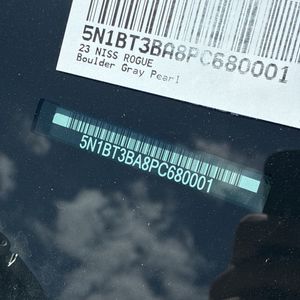 5N1BT3BA8PC680001
23 NISS ROGUE
Boulder Gray Pearl
5N1BT3BA8PC680001